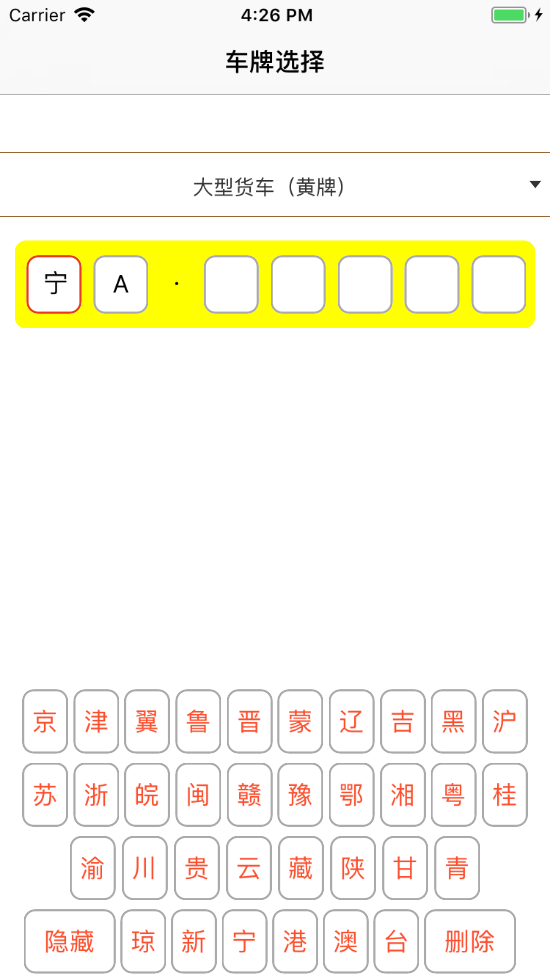 Carrier 4:26 PM
车牌选择
大型货车（黄牌）
宁 A ·
京 津 翼 鲁 晋 蒙 辽 吉 黑 沪
苏 浙 皖 闽 赣 豫 鄂 湘 粤 桂
渝 川 贵 云 藏 陕 甘 青
隐藏 琼 新 宁 港 澳 台 删除